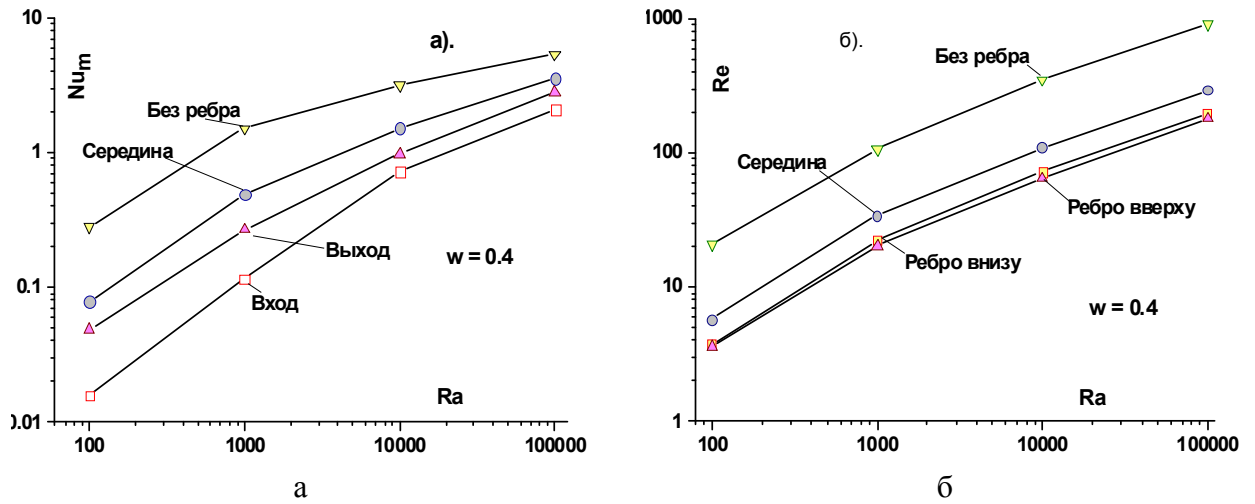 10
а).
Nu_m
Без ребра
1
Середина
Выход
w = 0.4
0.1
Вход
Ra
0.01
100 1000 10000 100000
а
1000
б).
Без ребра
Re
100
Середина
Ребро вверху
Ребро внизу
10
w = 0.4
Ra
1
100 1000 10000 100000
б